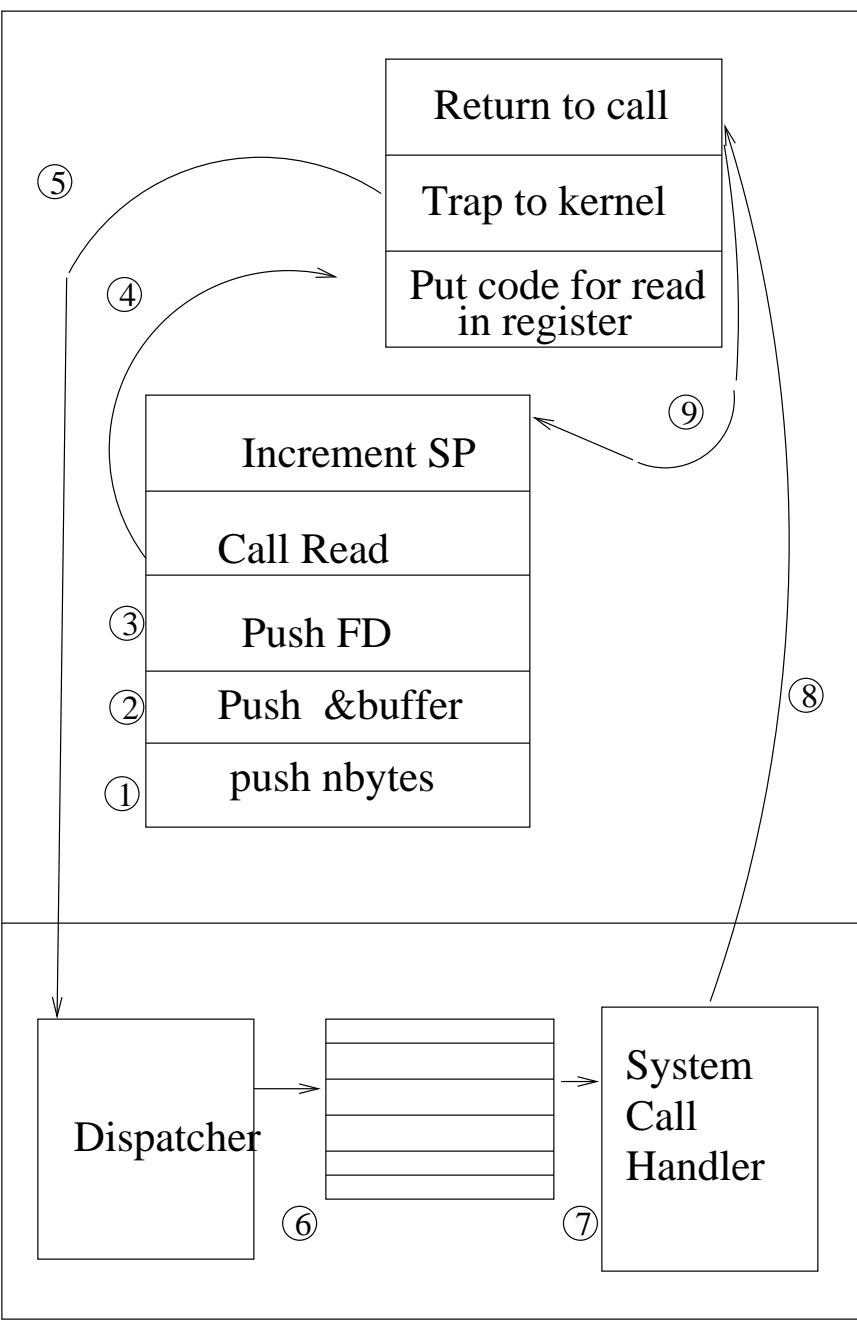 Return to call
⑤
Trap to kernel
④
Put code for read
in register
⑨
Increment SP
Call Read
③
Push FD
⑧
②
Push &buffer
①
push nbytes
System
Call
Handler
Dispatcher
⑥
⑦